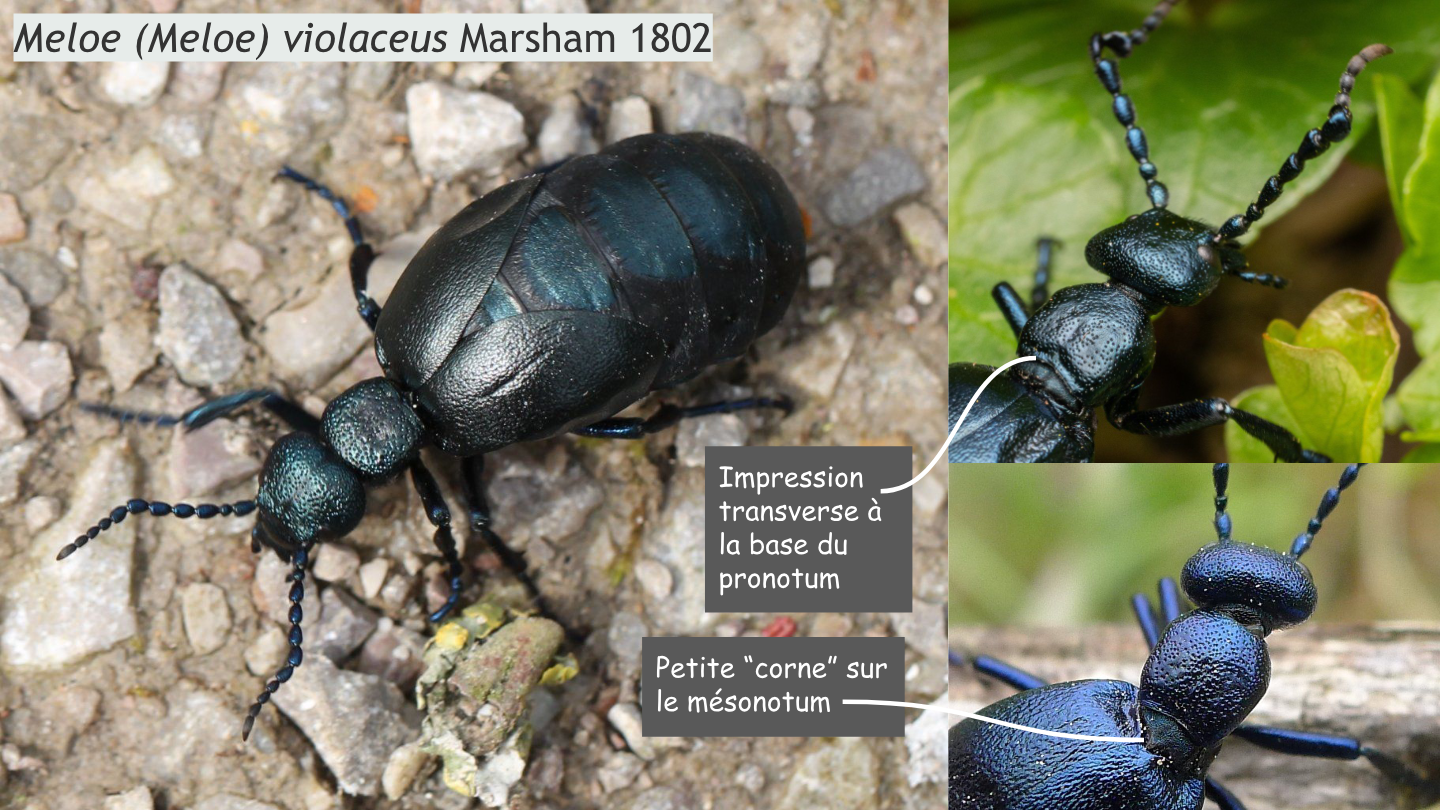 Meloe (Meloe) violaceus Marsham 1802
Impression
transverse à
la base du
pronotum
Petite “corne” sur
le mésonotum